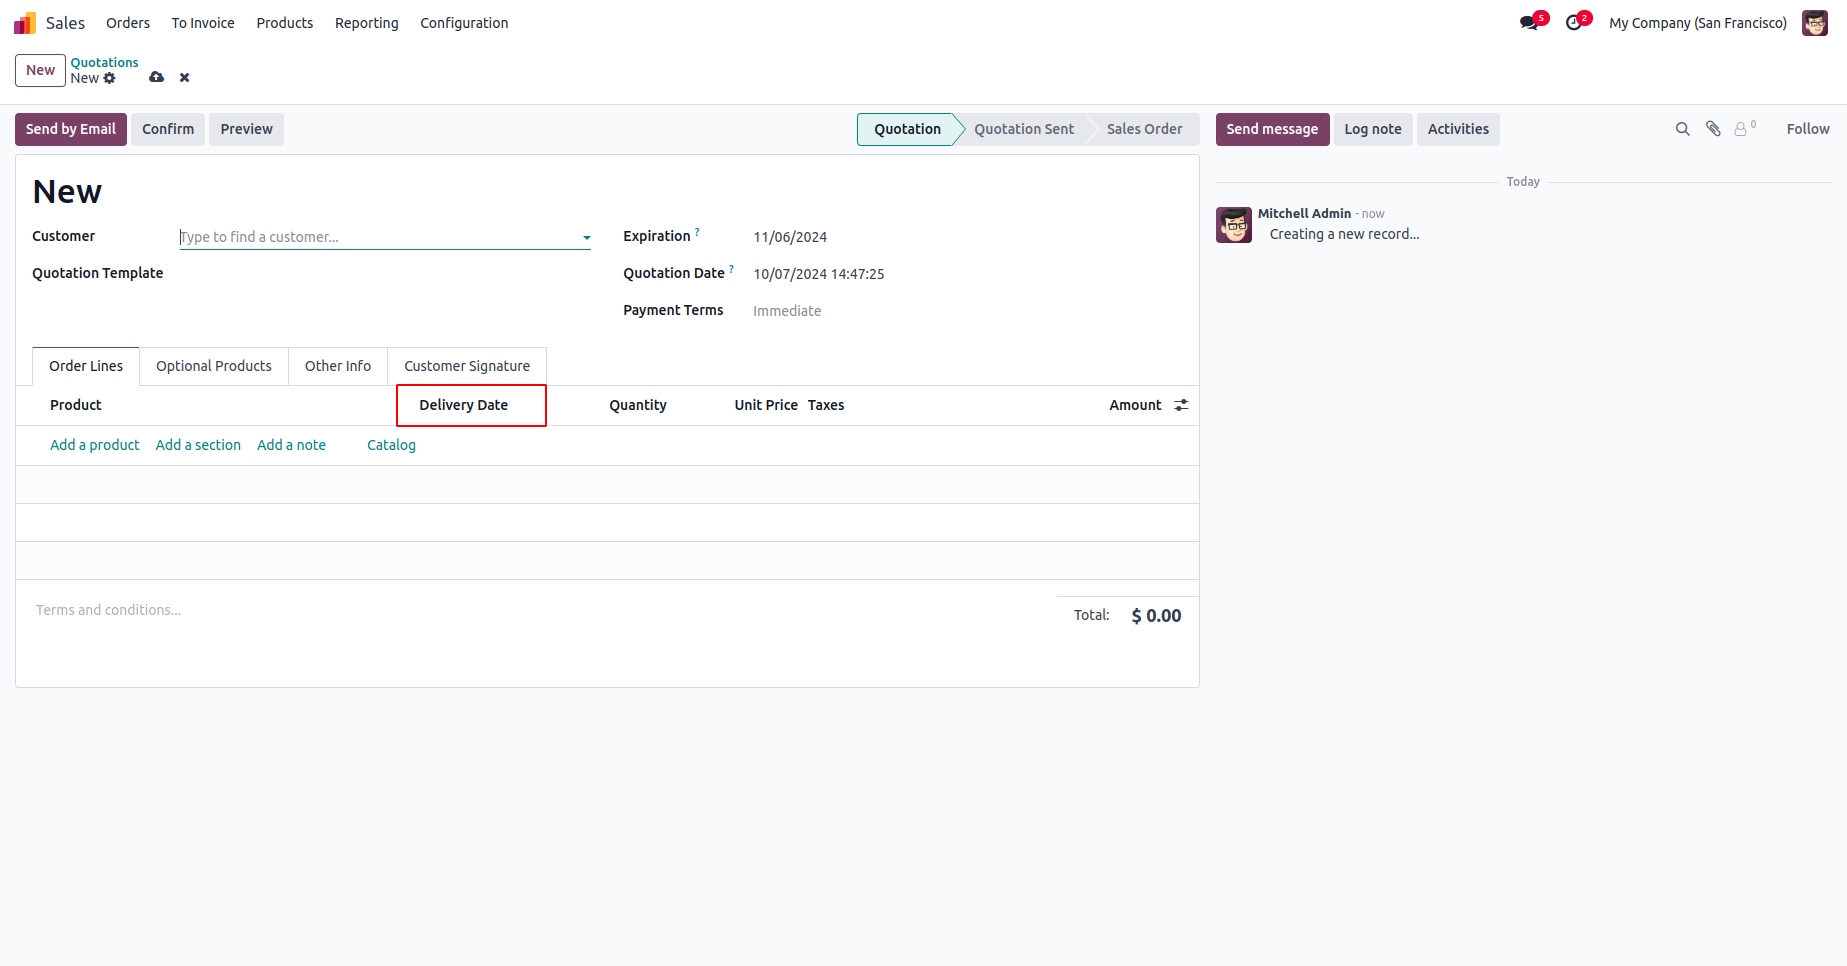 Sales Orders To Invoice Products Reporting Configuration 5 2 My Company (San Francisco)
New Quotations
New
Send by Email Confirm Preview Quotation Quotation Sent Sales Order Send message Log note Activities 0 Follow
New
Today
Customer Type to find a customer... Expiration ? 11/06/2024
Mitchell Admin - now
Creating a new record...
Quotation Template Quotation Date ? 10/07/2024 14:47:25
Payment Terms Immediate
Order Lines Optional Products Other Info Customer Signature
Product Delivery Date Quantity Unit Price Taxes Amount
Add a product Add a section Add a note Catalog
Terms and conditions...
Total: $ 0.00